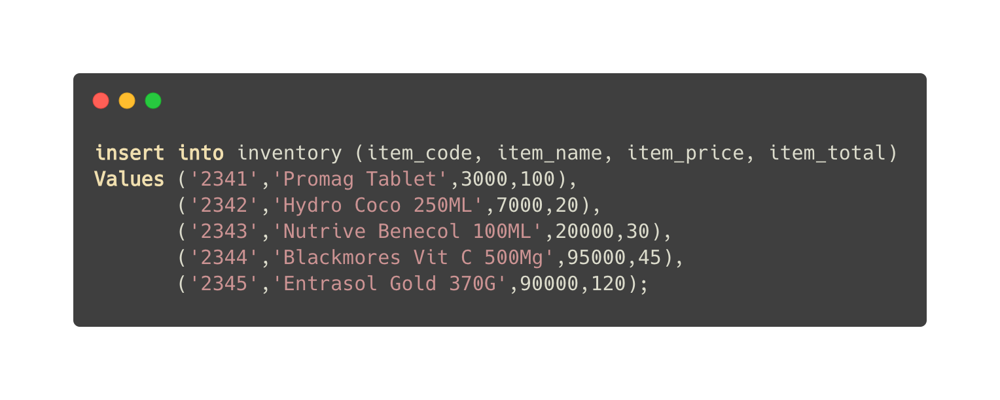 insert into inventory (item_code, item_name, item_price, item_total)
Values ('2341','Promag Tablet',3000,100),
('2342','Hydro Coco 250ML',7000,20),
('2343','Nutrive Benecol 100ML',20000,30),
('2344','Blackmores Vit C 500Mg',95000,45),
('2345','Entrasol Gold 370G',90000,120);